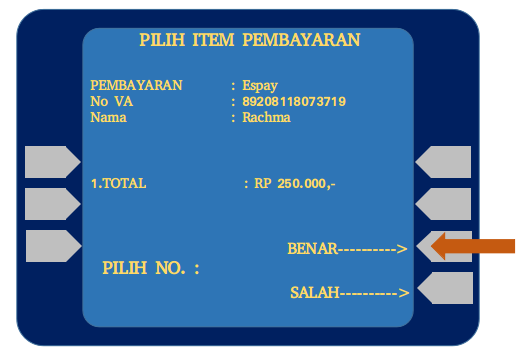 PILIH ITEM PEMBAYARAN
PEMBAYARAN : Espay
No VA : 89208118073719
Nama : Rachma
1.TOTAL : RP 250.000,-
BENAR---------->
PILIH NO. :
SALAH---------->